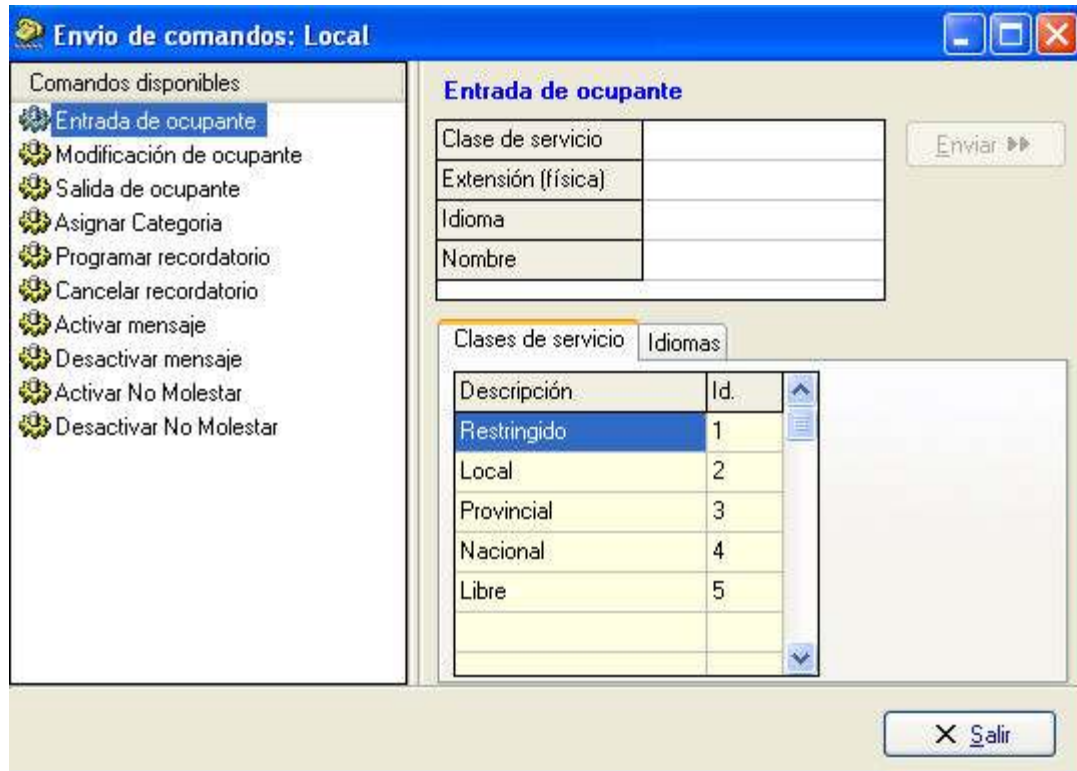 Envio de comandos: Local
Comandos disponibles
Entrada de ocupante
Modificación de ocupante
Salida de ocupante
Asignar Categoria
Programar recordatorio
Cancelar recordatorio
Activar mensaje
Desactivar mensaje
Activar No Molestar
Desactivar No Molestar
Entrada de ocupante
Clase de servicio
Extensión (física)
Idioma
Nombre
Enviar
Clases de servicio Idiomas
Descripción Id.
Restringido 1
Local 2
Provincial 3
Nacional 4
Libre 5
Salir